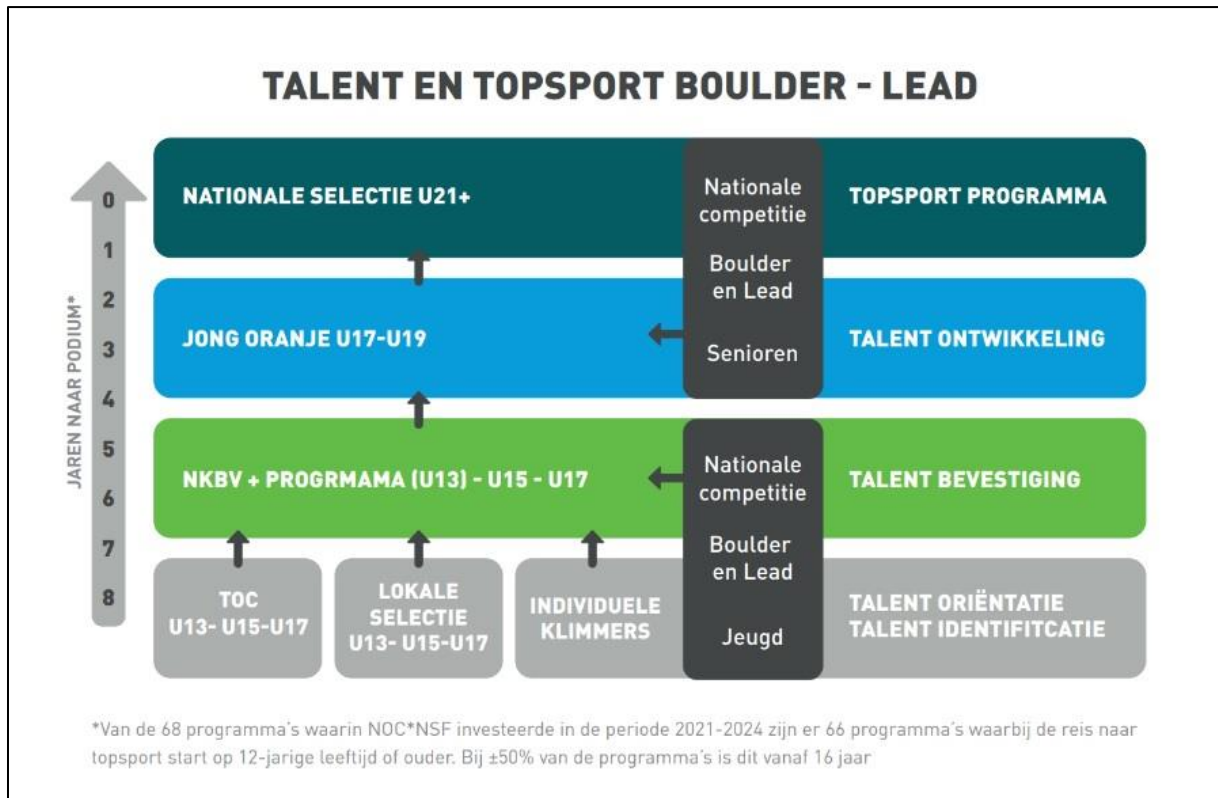 TALENT EN TOPSPORT BOULDER - LEAD
JAREN NAAR PODIUM*
0
1
2
3
4
5
6
7
8
NATIONALE SELECTIE U21+
Nationale
competitie
Boulder
en Lead
Senioren
TOPSPORT PROGRAMMA
JONG ORANJE U17-U19
TALENT ONTWIKKELING
NKBV + PROGRMAMA (U13) - U15 - U17
Nationale
competitie
Boulder
en Lead
Jeugd
TALENT BEVESTIGING
TOC
U13- U15-U17
LOKALE
SELECTIE
U13- U15-U17
INDIVIDUELE
KLIMMERS
TALENT ORIËNTATIE
TALENT IDENTIFITCATIE
*Van de 68 programma's waarin NOC*NSF investeerde in de periode 2021-2024 zijn er 66 programma's waarbij de reis naar
topsport start op 12-jarige leeftijd of ouder. Bij ±50% van de programma's is dit vanaf 16 jaar